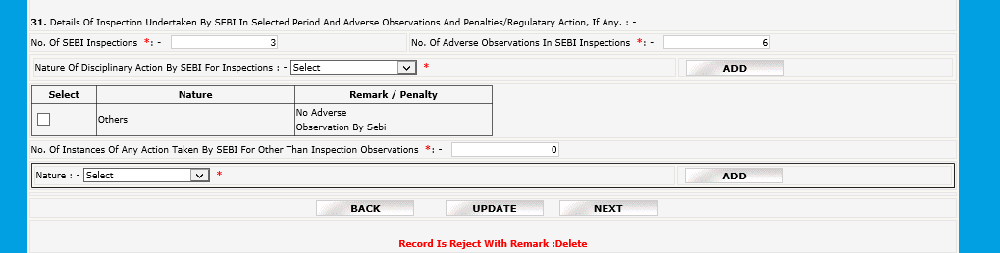 31. Details Of Inspection Undertaken By SEBI In Selected Period And Adverse Observations And Penalties/Regulatary Action, If Any. : -
No. Of SEBI Inspections *: - 3 No. Of Adverse Observations In SEBI Inspections *: - 6
Nature Of Disciplinary Action By SEBI For Inspections : - Select * ADD
Select Nature Remark / Penalty
Others No Adverse
Observation By Sebi
No. Of Instances Of Any Action Taken By SEBI For Other Than Inspection Observations *: - 0
Nature : - Select * ADD
BACK UPDATE NEXT
Record Is Reject With Remark :Delete